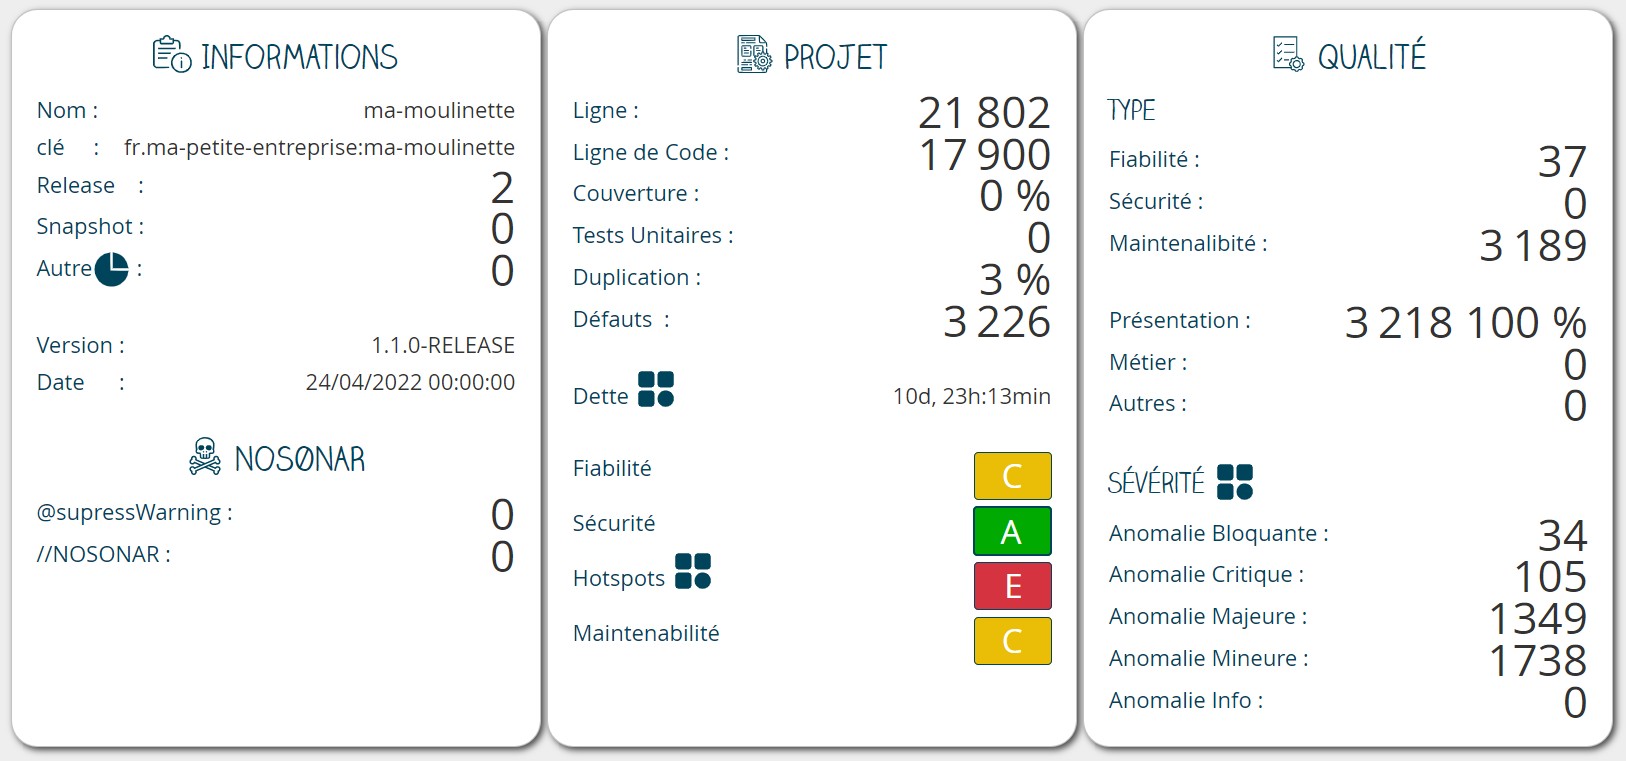 INFORMATIONS
Nom : ma-moulinette
clé : fr.ma-petite-entreprise:ma-moulinette
Release : 2
Snapshot : 0
Autre : 0
Version : 1.1.0-RELEASE
Date : 24/04/2022 00:00:00
NOSONAR
@supressWarning : 0
//NOSONAR : 0
PROJET
Ligne : 21 802
Ligne de Code : 17 900
Couverture : 0 %
Tests Unitaires : 0
Duplication : 3 %
Défauts : 3 226
Dette 10d, 23h:13min
Fiabilité C
Sécurité A
Hotspots E
Maintenabilité C
QUALITÉ
TYPE
Fiabilité : 37
Sécurité : 0
Maintenalibité : 3 189
Présentation : 3 218 100 %
Métier : 0
Autres : 0
SÉVÉRITÉ
Anomalie Bloquante : 34
Anomalie Critique : 105
Anomalie Majeure : 1349
Anomalie Mineure : 1738
Anomalie Info : 0